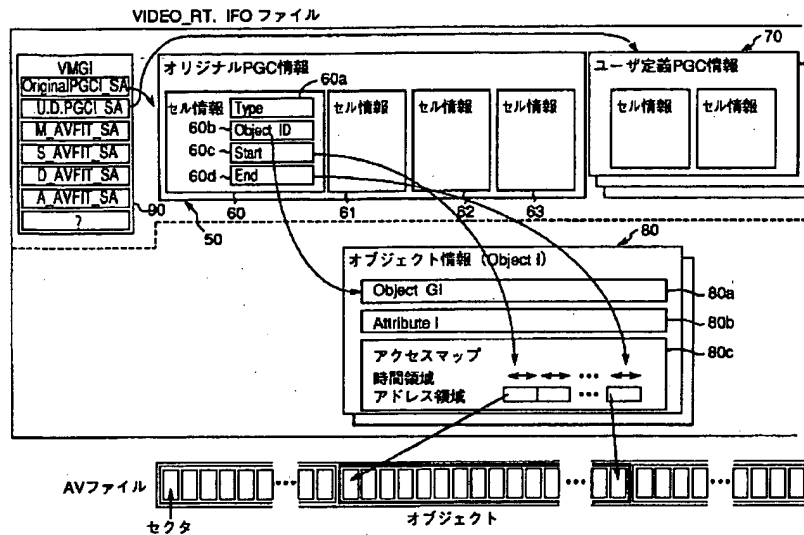 VIDEO_RT. IFO ファイル
70
VMGI
OriginalPGCI_SA
U.D.PGCI_SA
M_AVFIT_SA
S_AVFIT_SA
D_AVFIT_SA
A_AVFIT_SA
?
90
オリジナルPGC情報
60a
セル情報
Type
60b
Object ID
60c
Start
60d
End
セル情報
セル情報
セル情報
50
60
61
62
63
ユーザ定義PGC情報
セル情報
セル情報
80
オブジェクト情報 (Object I)
Object GI
80a
Attribute I
80b
アクセスマップ
80c
時間領域
•••
アドレス領域
•••
AVファイル
•••
•••
•••
セクタ
オブジェクト